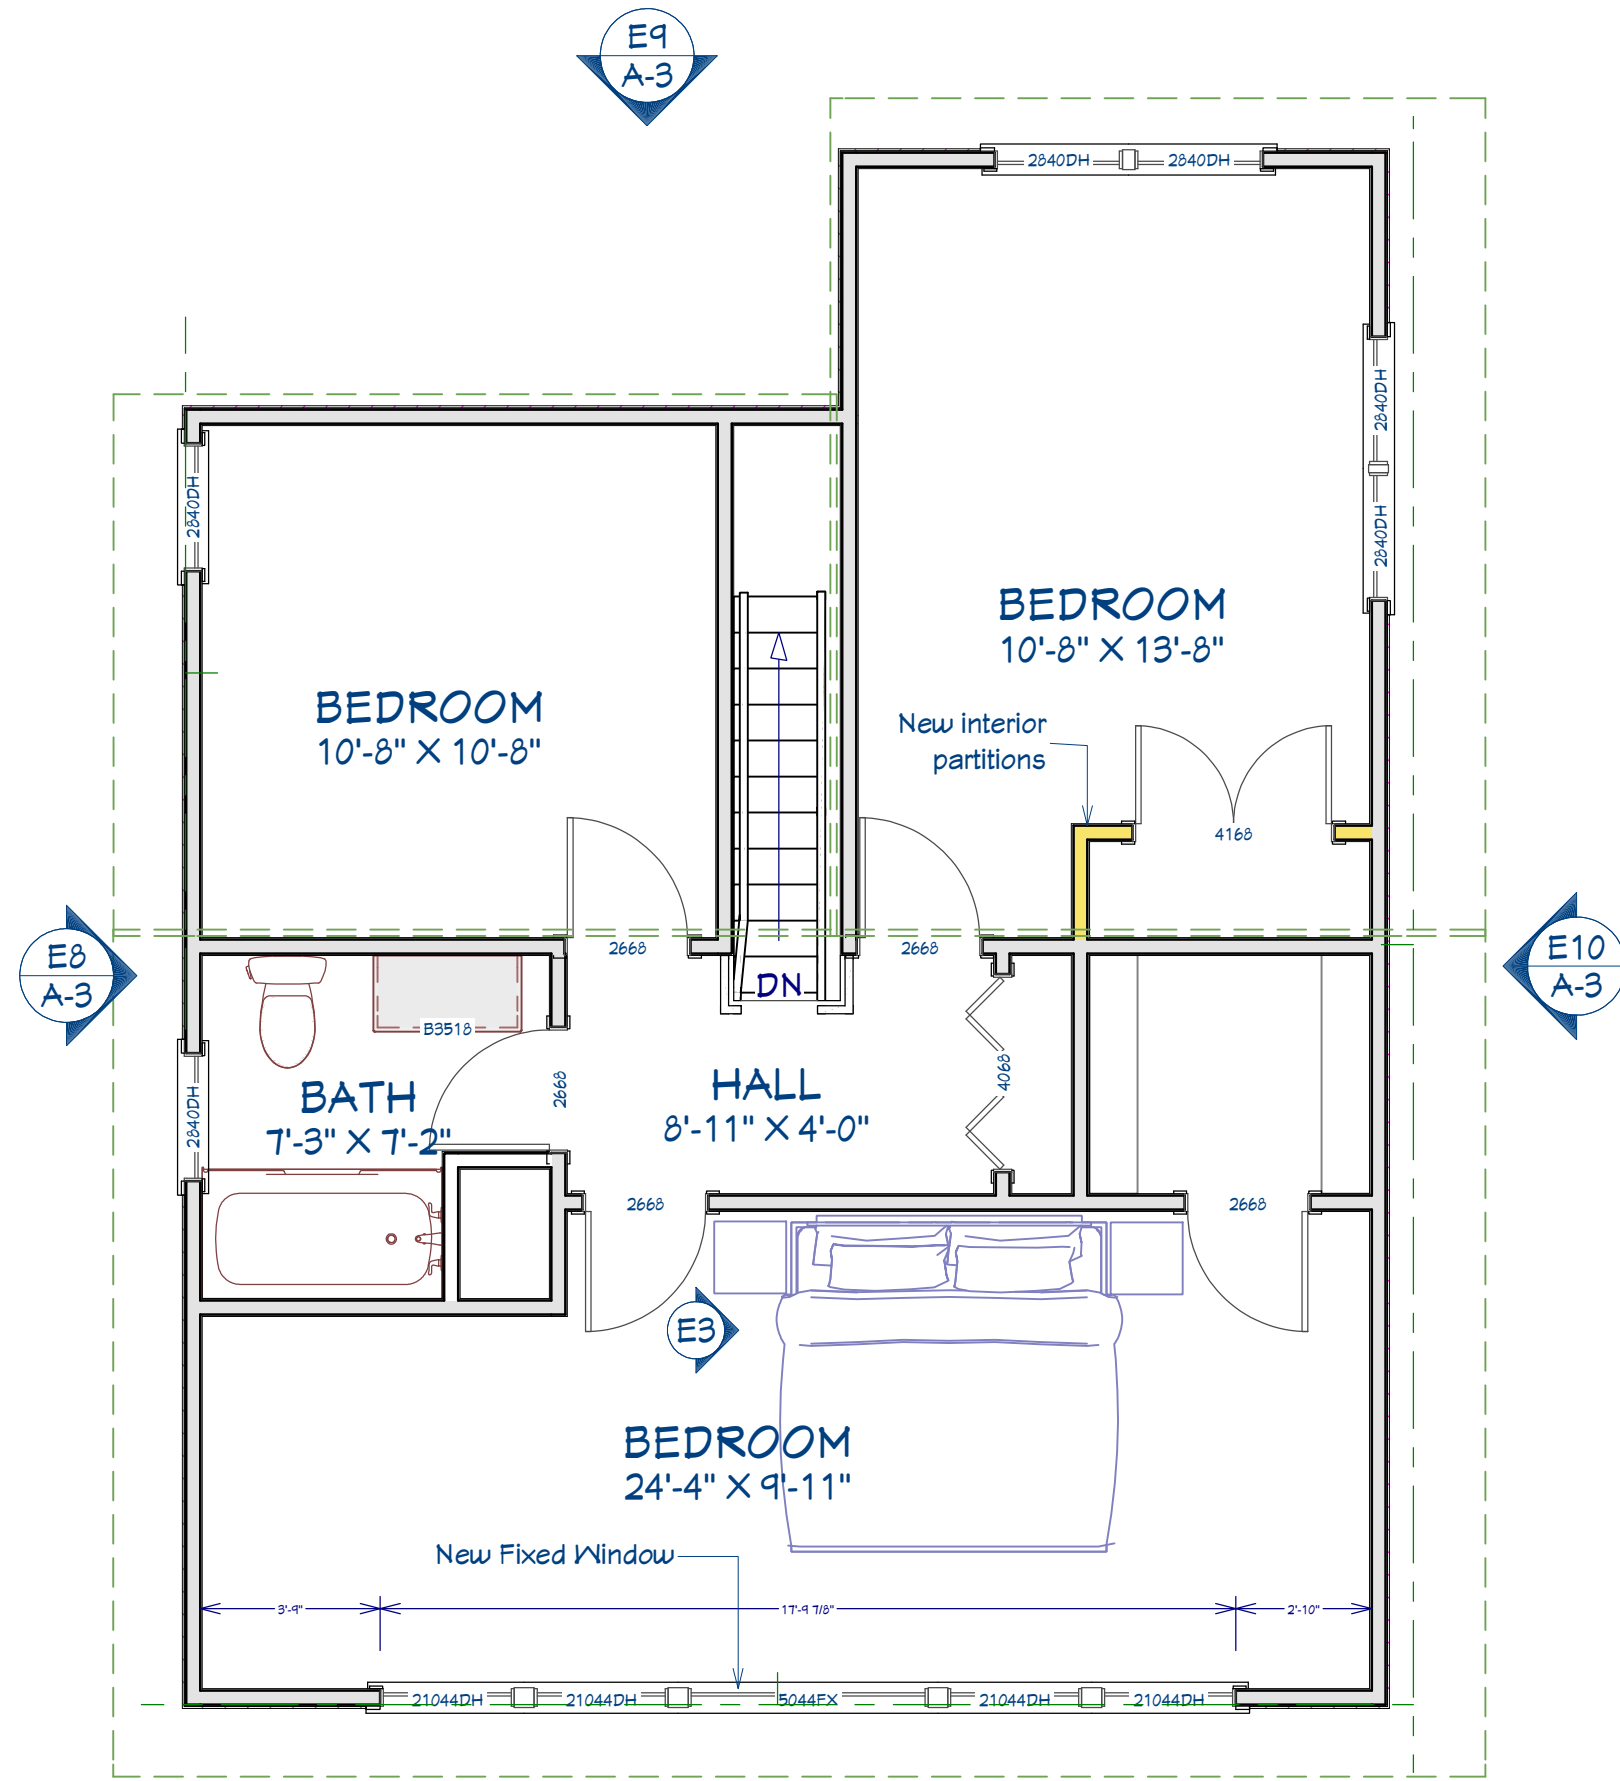 E9
A-3
2840DH
2840DH
2840DH
2840DH
2840DH
BEDROOM
10'-8" X 13'-8"
BEDROOM
10'-8" X 10'-8"
New interior
partitions
4168
2668
2668
E8
A-3
E10
A-3
DN
B3518
2668
4068
2840DH
BATH
7'-3" X 7'-2"
HALL
8'-11" X 4'-0"
2668
2668
E3
BEDROOM
24'-4" X 9'-11"
New Fixed Window
3'-9"
17'-9 7/8"
2'-10"
21044DH
21044DH
5044FX
21044DH
21044DH